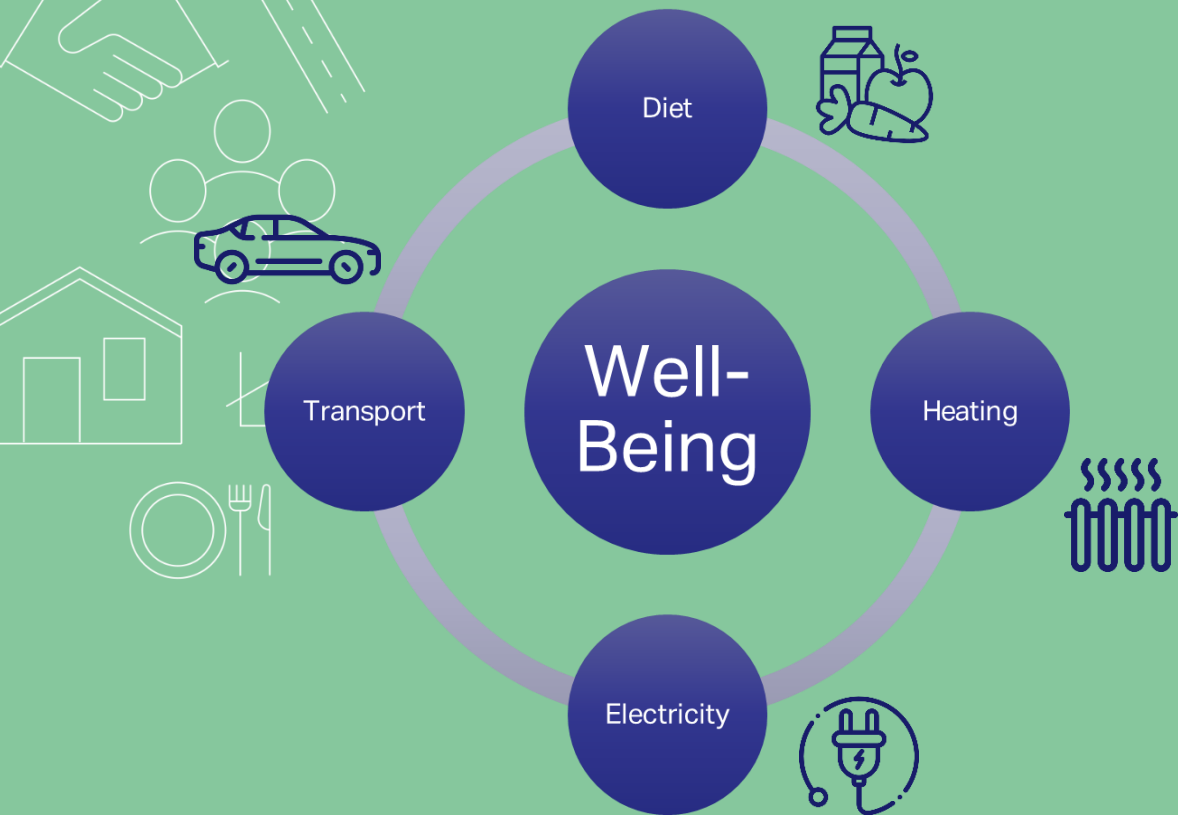 Diet
Transport
Well-
Being
Heating
Electricity